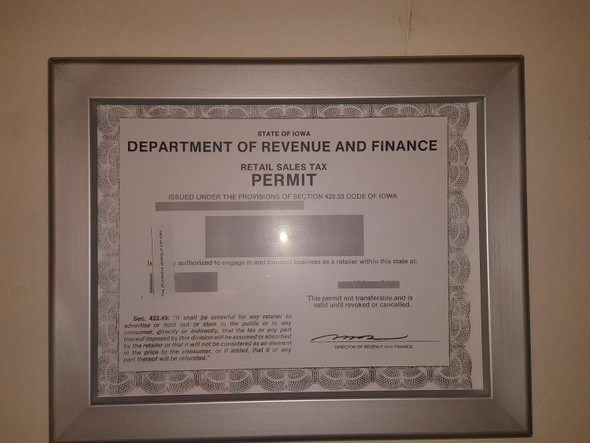 STATE OF IOWA
DEPARTMENT OF REVENUE AND FINANCE
RETAIL SALES TAX
PERMIT
ISSUED UNDER THE PROVISIONS OF SECTION 422.53 CODE OF IOWA
y authorized to engage in and transact business as a retailer within this state at:
This permit not transferable and is
valid until revoked or cancelled.
Sec. 422.49: "It shall be unlawful for any retailer to
advertise or hold out or state to the public or to any
consumer, directly or indirectly, that the tax or any part
thereof imposed by this division will be assumed or absorbed
by the retailer or that it will not be considered as an element
in the price to the consumer, or if added, that it or any
part thereof will be refunded."
DIRECTOR OF REVENUE AND FINANCE